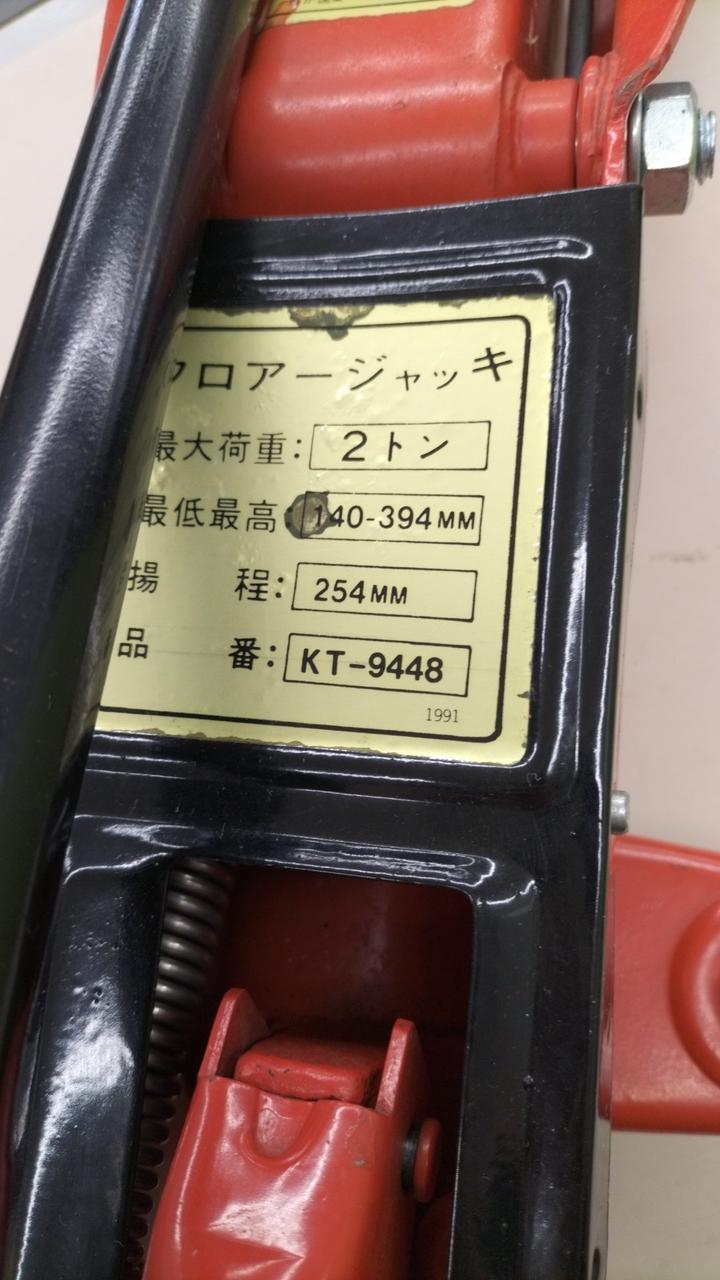 クロアージャッキ
最大荷重: 2トン
最低最高: 140-394MM
揚 程: 254MM
品 番: KT-9448
1991